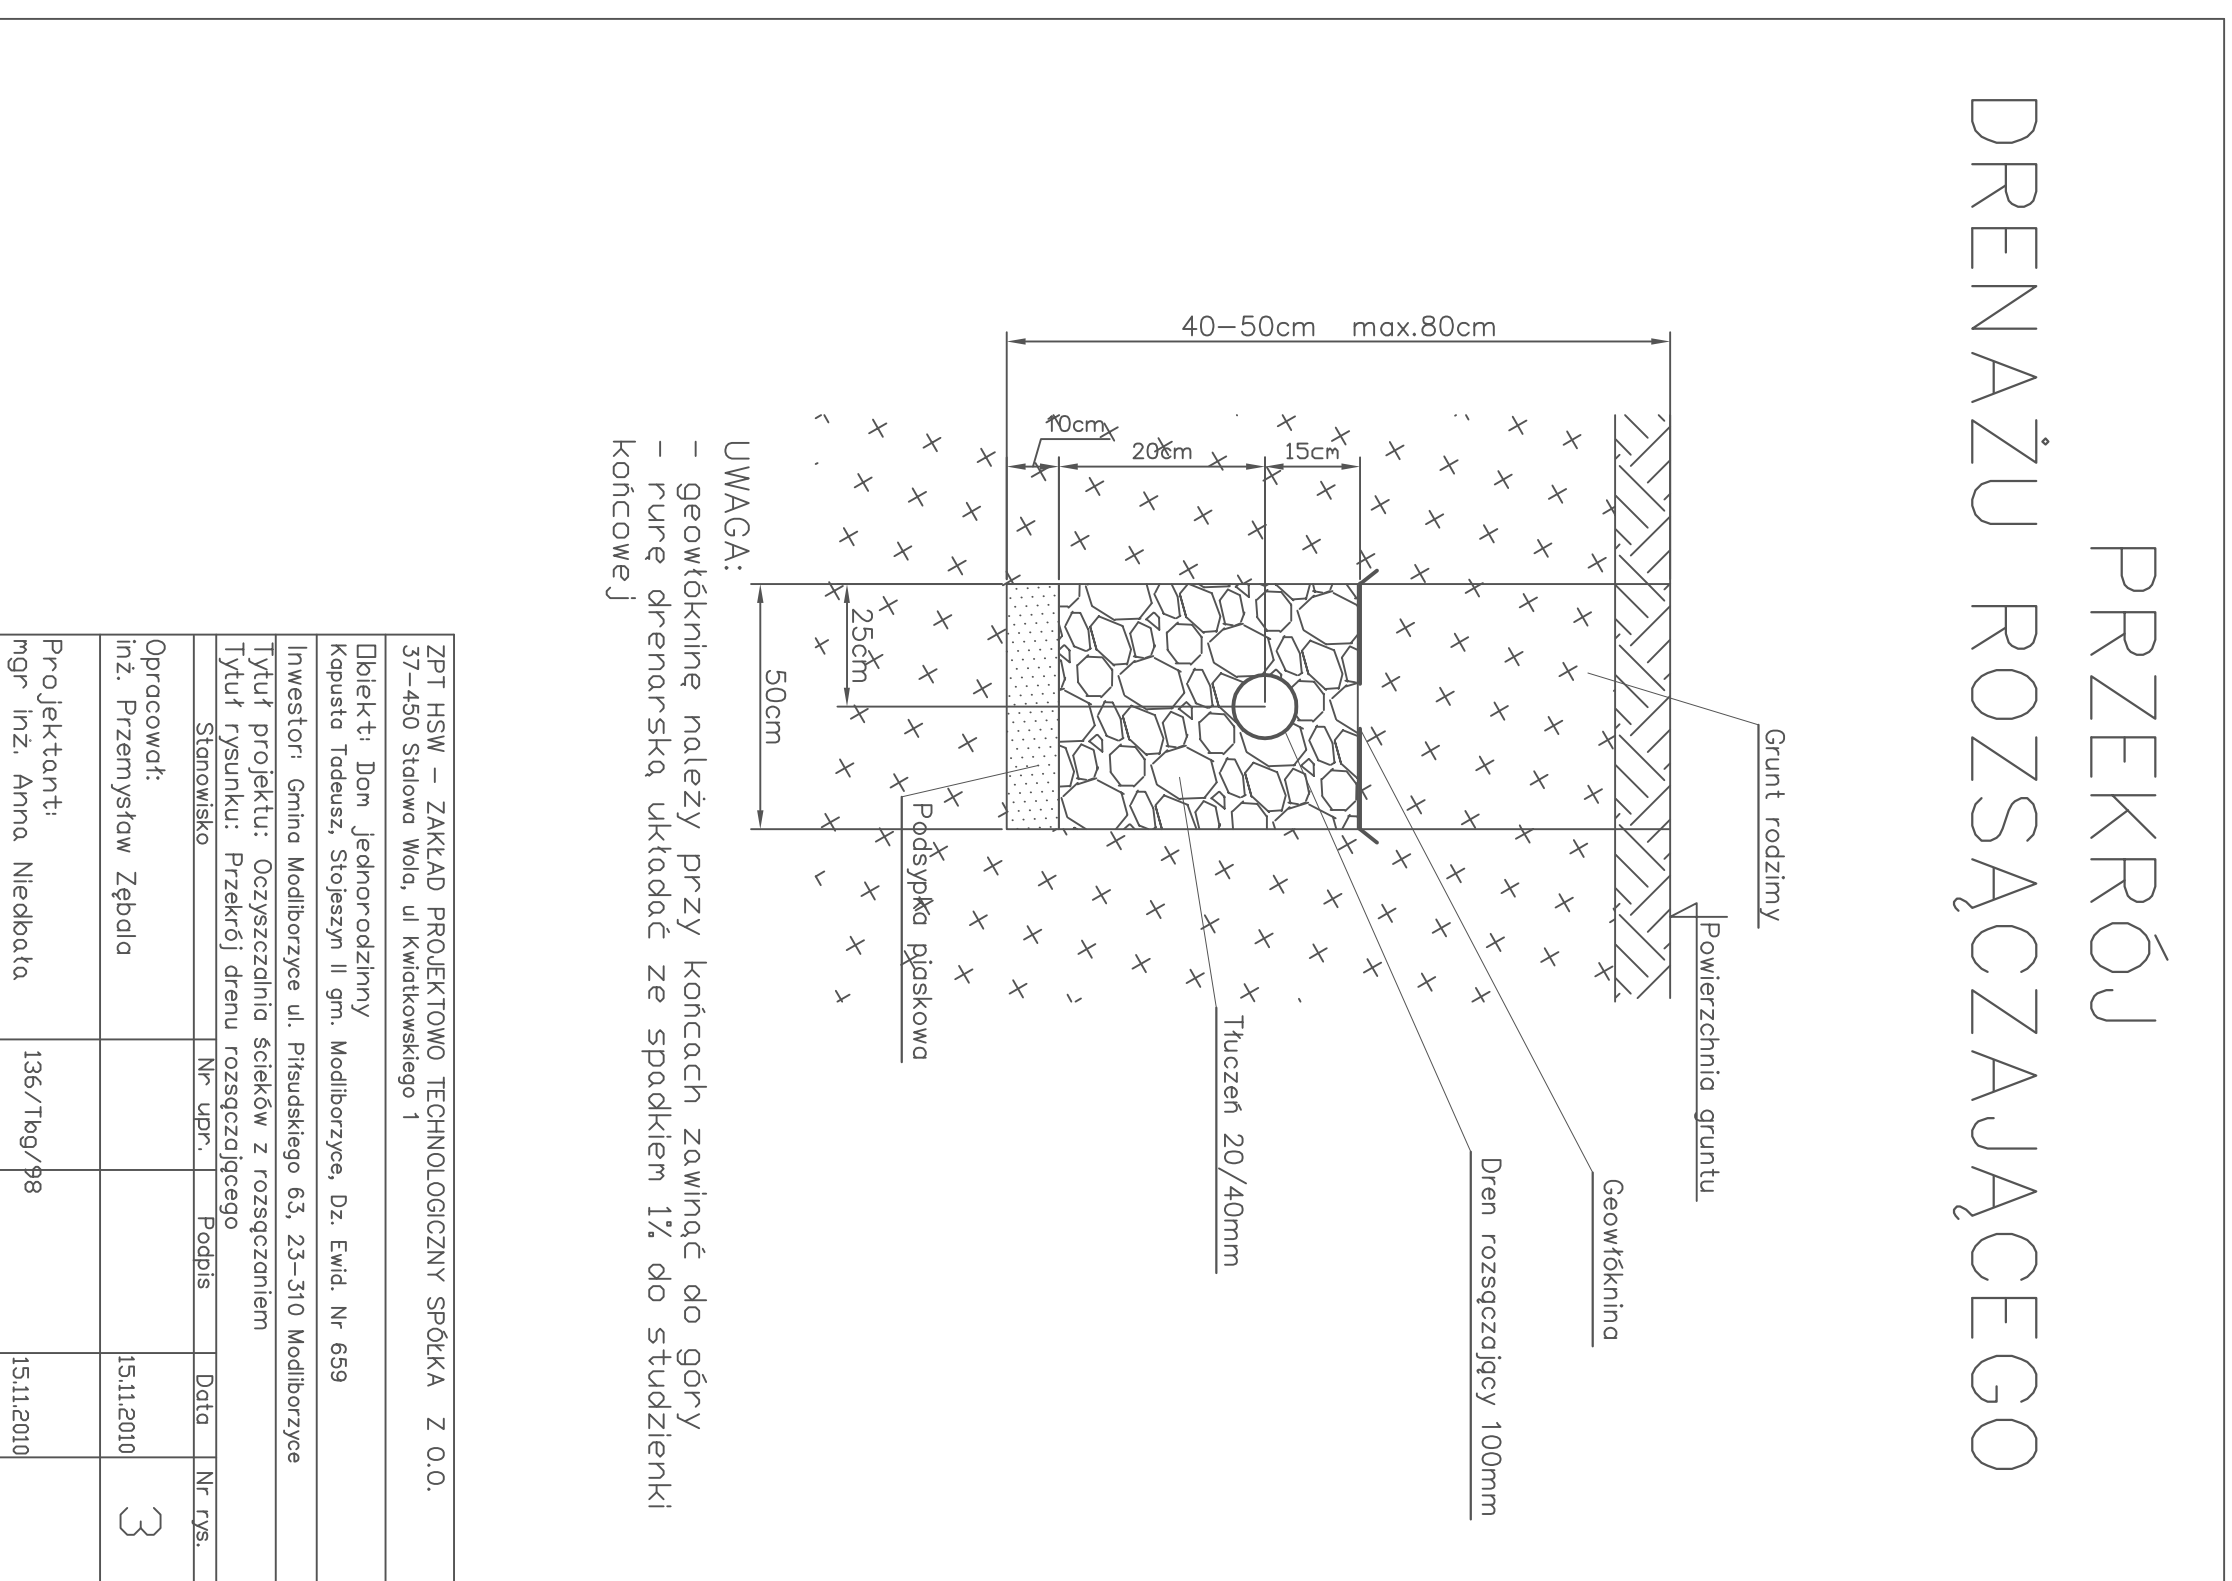 PRZEKRÓJ
DRENAŻU ROZSĄCZAJĄCEGO
Grunt rodzimy
Powierzchnia gruntu
Geowłóknina
Dren rozsączający 100mm
Tłuczeń 20/40mm
Podsypka piaskowa
40-50cm max.80cm
15cm
20cm
10cm
25cm
50cm
UWAGA:
- geowłókninę należy przy końcach zawinąć do góry
- rurę drenarską układać ze spadkiem 1% do studzienki
końcowej
ZPT HSW - ZAKŁAD PROJEKTOWO TECHNOLOGICZNY SPÓŁKA Z O.O.
37-450 Stalowa Wola, ul Kwiatkowskiego 1
Obiekt: Dom jednorodzinny
Kapusta Tadeusz, Stojeszyn II gm. Modliborzyce, Dz. Ewid. Nr 659
Inwestor: Gmina Modliborzyce ul. Piłsudskiego 63, 23-310 Modliborzyce
Tytuł projektu: Oczyszczalnia ścieków z rozsączaniem
Tytuł rysunku: Przekrój drenu rozsączającego
Stanowisko Nr upr. Podpis Data Nr rys.
Opracował:
inż. Przemysław Zębala 15.11.2010 3
Projektant:
mgr inż. Anna Niedbała 136/Tbg/98 15.11.2010